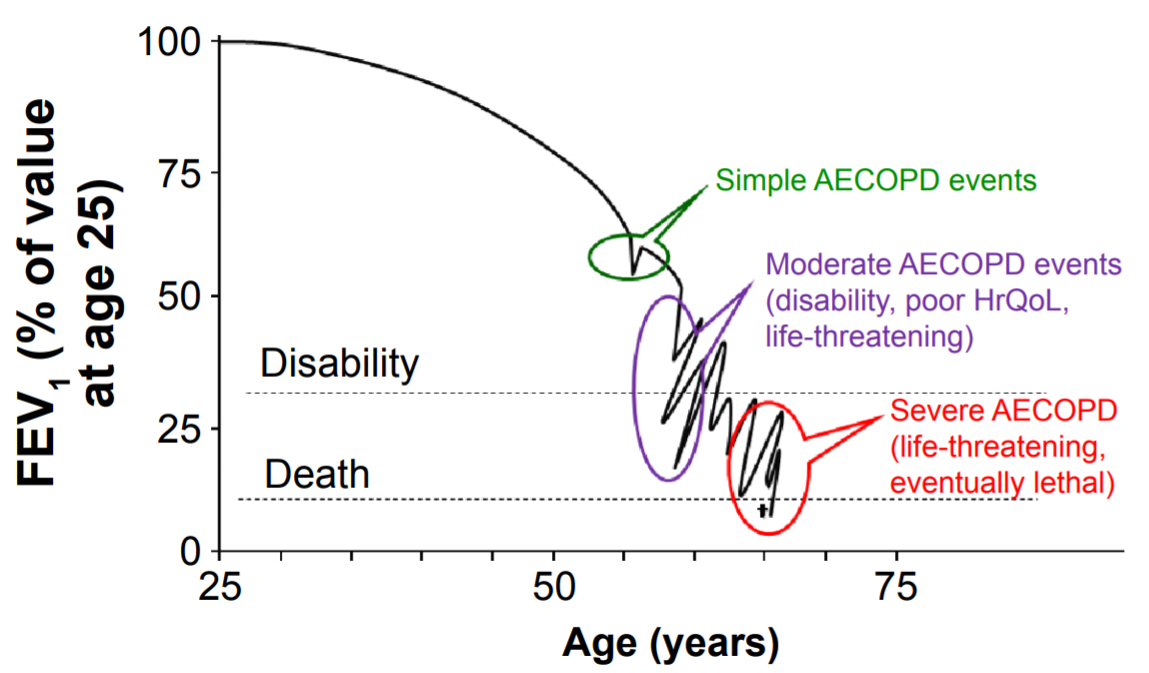 100
75
50
25
0
FEV1 (% of value
at age 25)
Simple AECOPD events
Moderate AECOPD events
(disability, poor HrQoL,
life-threatening)
Disability
Severe AECOPD
(life-threatening,
eventually lethal)
Death
25
50
75
Age (years)